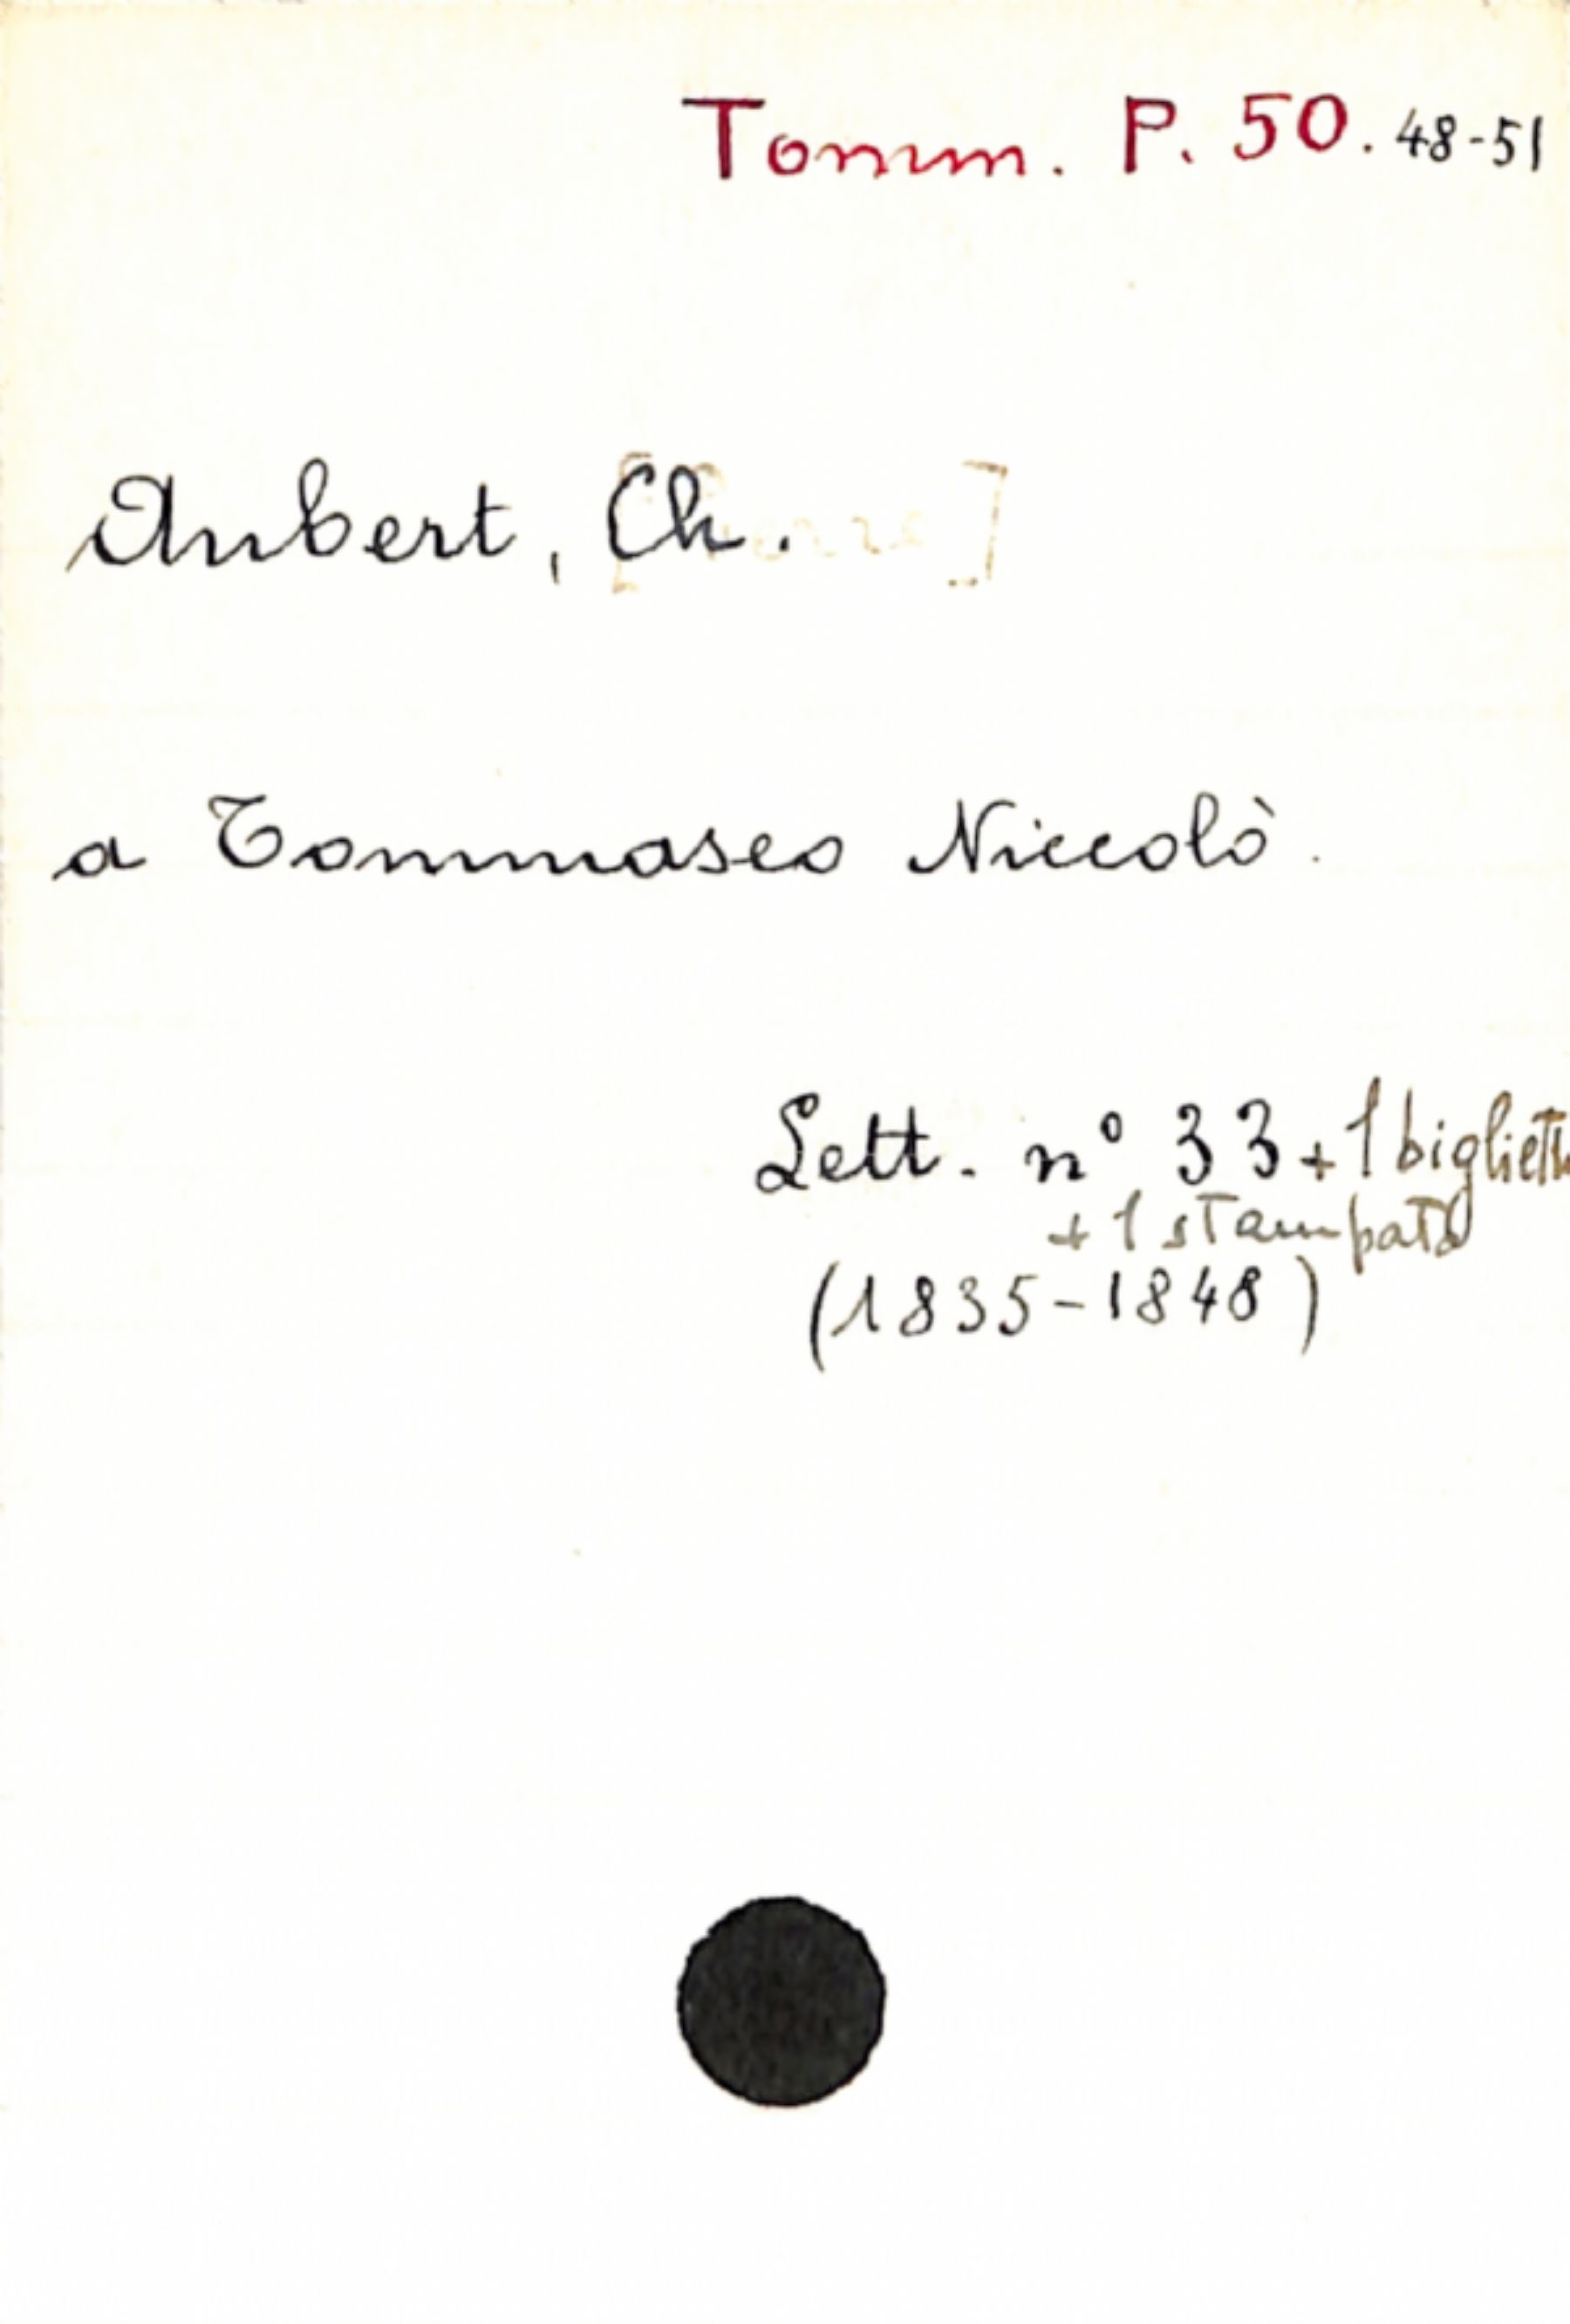 Tomm. P. 50. 48-51
Aubert, Ch.
a Tommaseo Niccolò.
Lett. n° 33 + 1 bigliett
+ 1 stampato
(1835-1848)